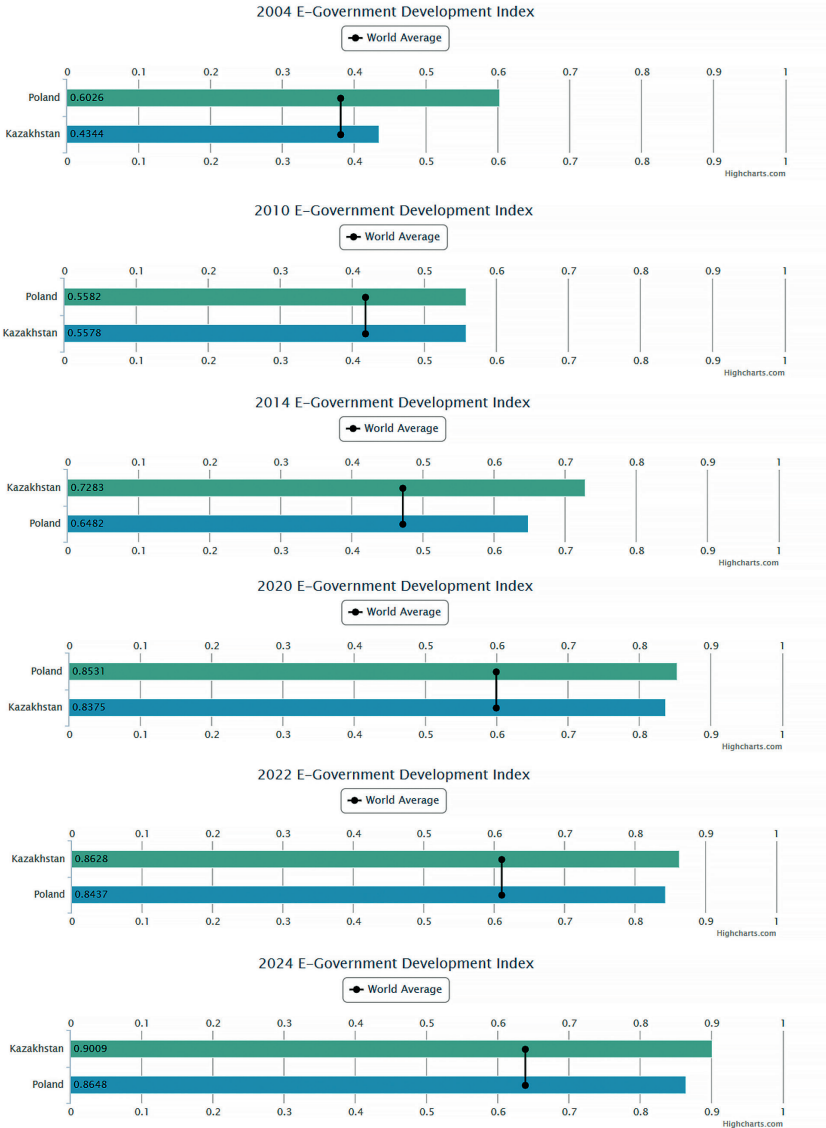 2004 E-Government Development Index
World Average
0 0.1 0.2 0.3 0.4 0.5 0.6 0.7 0.8 0.9 1
Poland 0.6026
Kazakhstan 0.4344
0 0.1 0.2 0.3 0.4 0.5 0.6 0.7 0.8 0.9 1
Highcharts.com
2010 E-Government Development Index
World Average
0 0.1 0.2 0.3 0.4 0.5 0.6 0.7 0.8 0.9 1
Poland 0.5582
Kazakhstan 0.5578
0 0.1 0.2 0.3 0.4 0.5 0.6 0.7 0.8 0.9 1
Highcharts.com
2014 E-Government Development Index
World Average
0 0.1 0.2 0.3 0.4 0.5 0.6 0.7 0.8 0.9 1
Kazakhstan 0.7283
Poland 0.6482
0 0.1 0.2 0.3 0.4 0.5 0.6 0.7 0.8 0.9 1
Highcharts.com
2020 E-Government Development Index
World Average
0 0.1 0.2 0.3 0.4 0.5 0.6 0.7 0.8 0.9 1
Poland 0.8531
Kazakhstan 0.8375
0 0.1 0.2 0.3 0.4 0.5 0.6 0.7 0.8 0.9 1
Highcharts.com
2022 E-Government Development Index
World Average
0 0.1 0.2 0.3 0.4 0.5 0.6 0.7 0.8 0.9 1
Kazakhstan 0.8628
Poland 0.8437
0 0.1 0.2 0.3 0.4 0.5 0.6 0.7 0.8 0.9 1
Highcharts.com
2024 E-Government Development Index
World Average
0 0.1 0.2 0.3 0.4 0.5 0.6 0.7 0.8 0.9 1
Kazakhstan 0.9009
Poland 0.8648
0 0.1 0.2 0.3 0.4 0.5 0.6 0.7 0.8 0.9 1
Highcharts.com